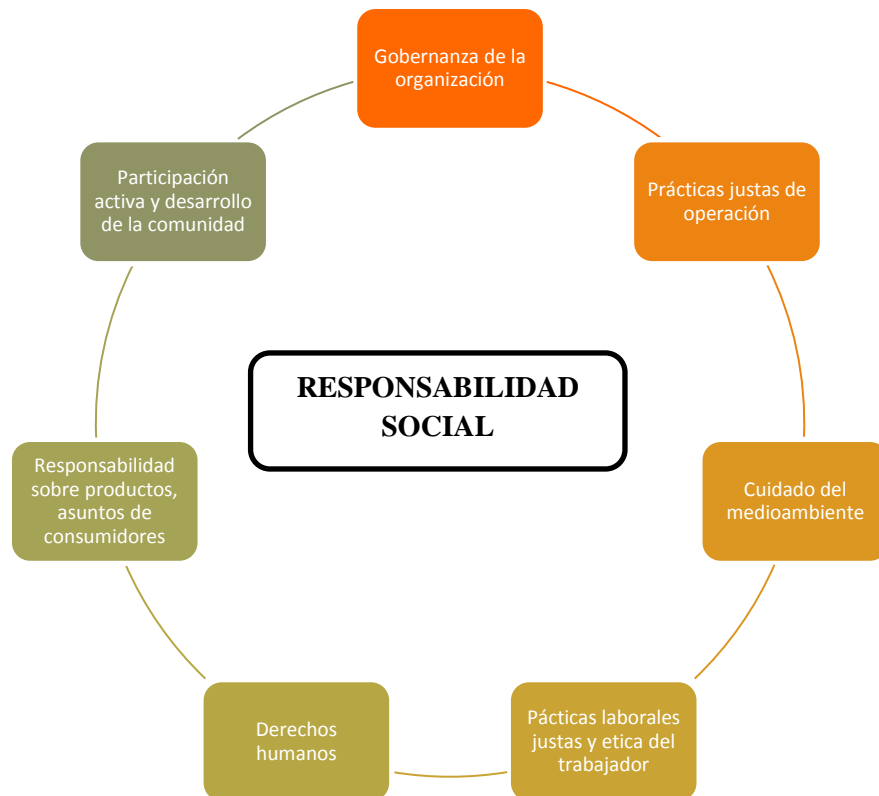 Gobernanza de la
organización
Prácticas justas de
operación
Cuidado del
medioambiente
Pácticas laborales
justas y etica del
trabajador
Derechos
humanos
Responsabilidad
sobre productos,
asuntos de
consumidores
Participación
activa y desarrollo
de la comunidad
RESPONSABILIDAD
SOCIAL